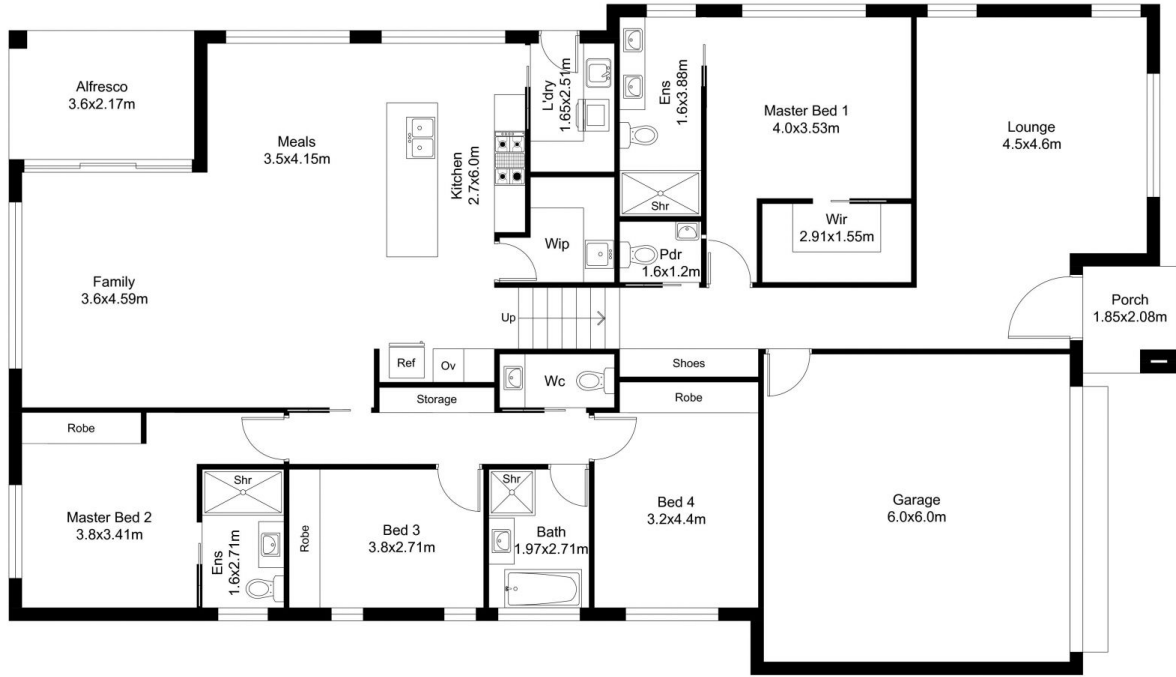 Alfresco
3.6x2.17m
Meals
3.5x4.15m
Kitchen
2.7x6.0m
L'dry
1.65x2.51m
Ens
1.6x3.88m
Shr
Master Bed 1
4.0x3.53m
Lounge
4.5x4.6m
Wir
2.91x1.55m
Wip
Pdr
1.6x1.2m
Family
3.6x4.59m
Up
Porch
1.85x2.08m
Ref
Ov
Wc
Shoes
Storage
Robe
Robe
Master Bed 2
3.8x3.41m
Shr
Ens
1.6x2.71m
Robe
Bed 3
3.8x2.71m
Shr
Bath
1.97x2.71m
Bed 4
3.2x4.4m
Garage
6.0x6.0m